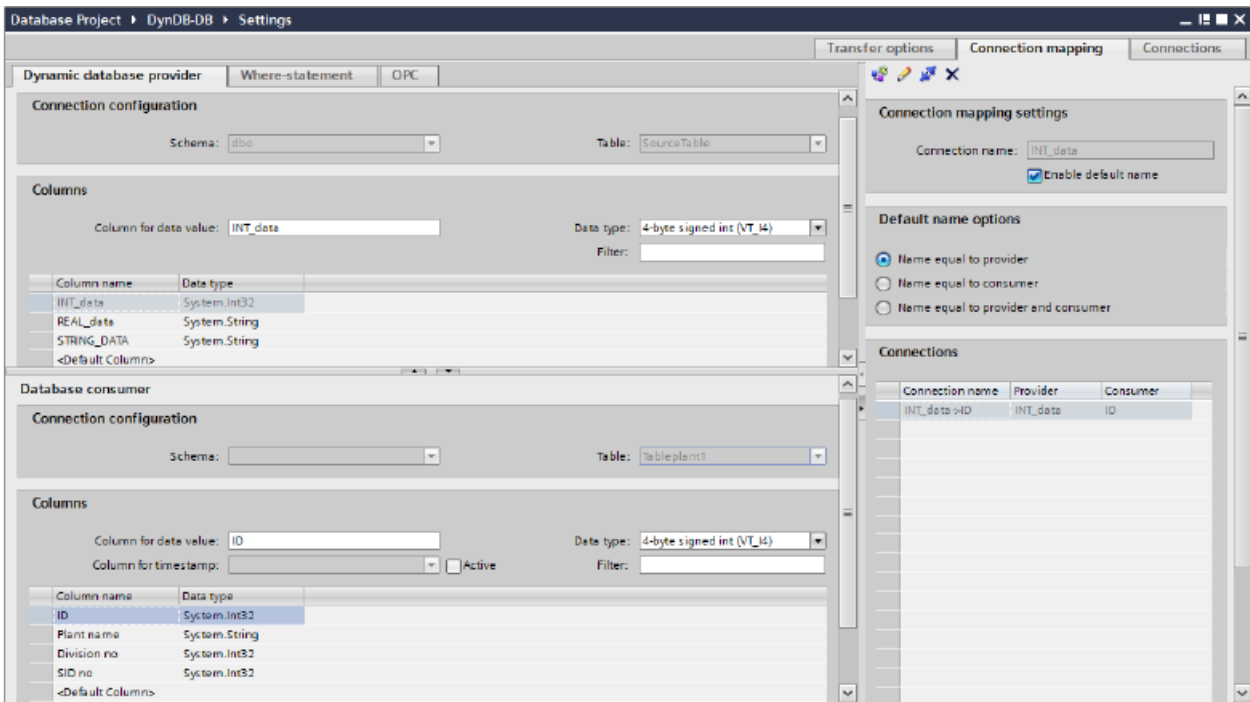 Database Project ▸ DynDB-DB ▸ Settings
Transfer options Connection mapping Connections
Dynamic database provider Where-statement OPC
Connection configuration
Schema: dbo Table: SourceTable
Columns
Column for data value: INT_data Data type: 4-byte signed int (VT_I4)
Filter:
Column name Data type
INT_data System.Int32
REAL_data System.String
STRING_DATA System.String
<Default Column>
Database consumer
Connection configuration
Schema: Table: Tableplant1
Columns
Column for data value: ID Data type: 4-byte signed int (VT_I4)
Column for timestamp: Active Filter:
Column name Data type
ID System.Int32
Plant name System.String
Division no System.Int32
SID no System.Int32
<Default Column>
Connection mapping settings
Connection name: INT_data
Enable default name
Default name options
Name equal to provider
Name equal to consumer
Name equal to provider and consumer
Connections
Connection name Provider Consumer
INT_data->ID INT_data ID